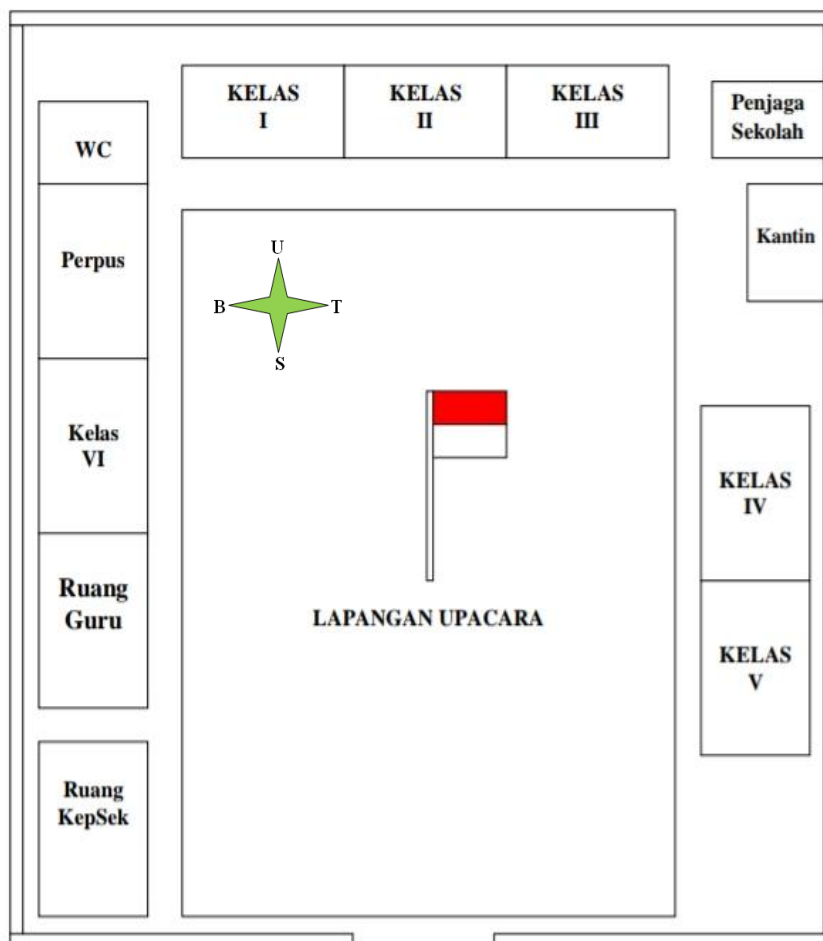 KELAS
I
KELAS
II
KELAS
III
Penjaga
Sekolah
WC
Perpus
Kantin
U
B
T
S
Kelas
VI
KELAS
IV
Ruang
Guru
LAPANGAN UPACARA
KELAS
V
Ruang
KepSek